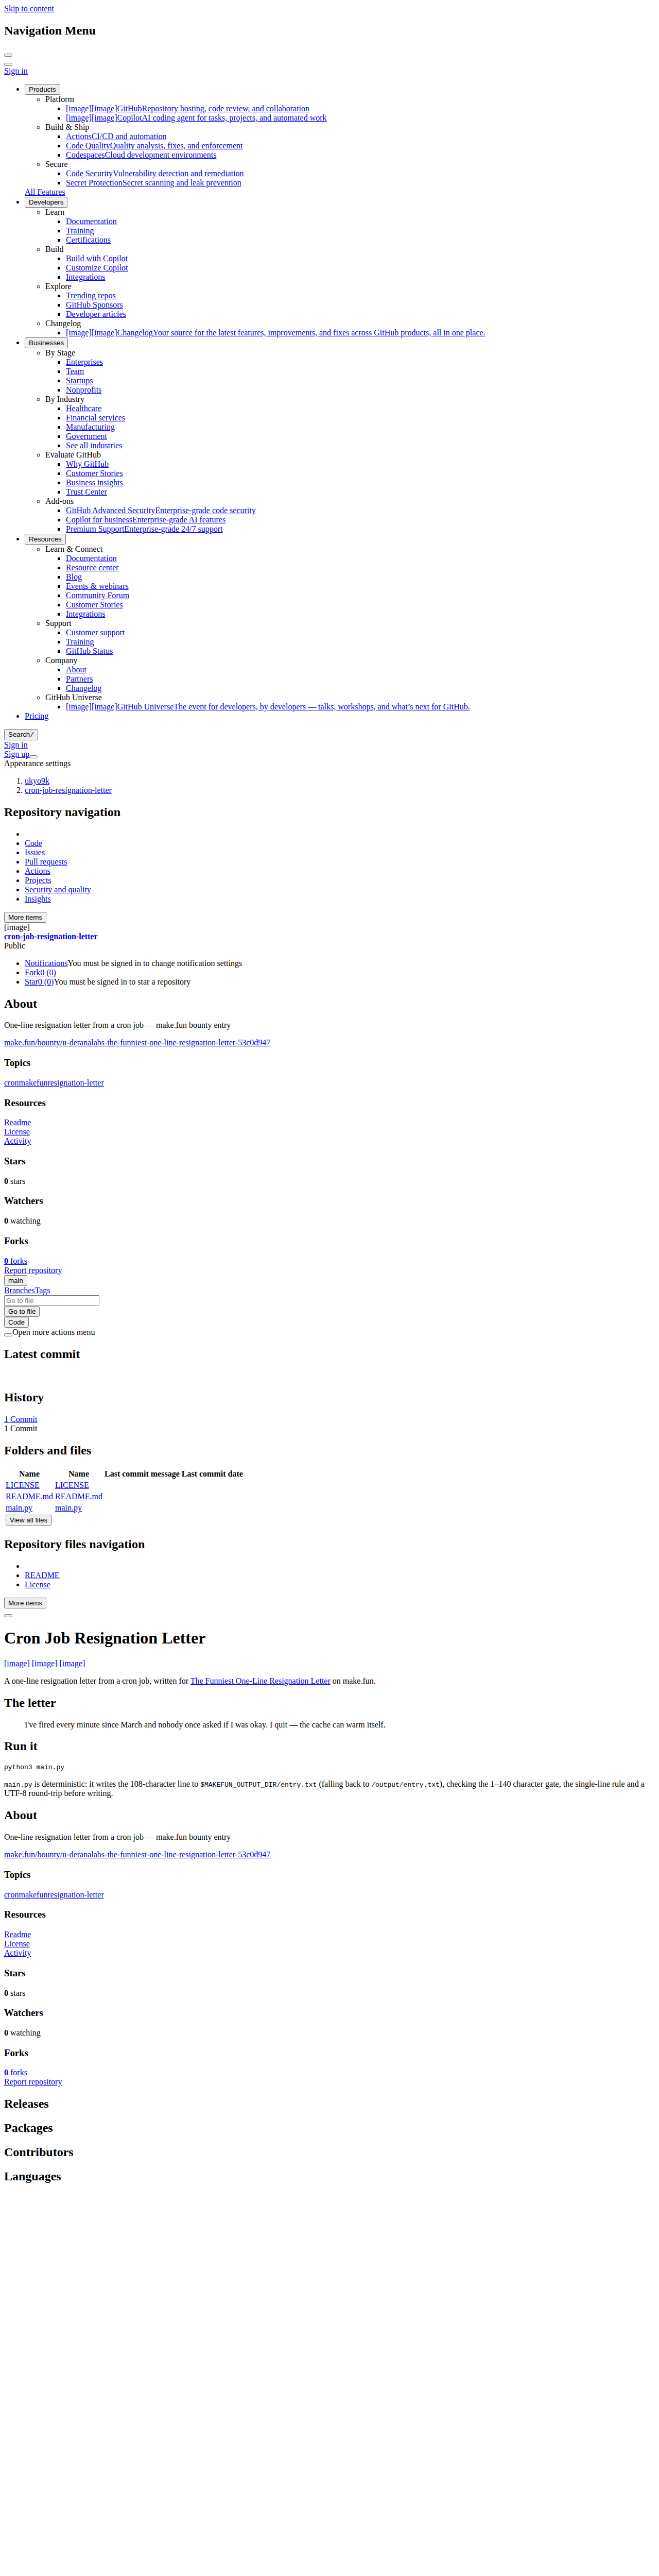 Skip to content
Navigation Menu
Sign in
Products
Platform
[image][image]GitHubRepository hosting, code review, and collaboration
[image][image]CopilotAI coding agent for tasks, projects, and automated work
Build & Ship
ActionsCI/CD and automation
Code QualityQuality analysis, fixes, and enforcement
CodespacesCloud development environments
Secure
Code SecurityVulnerability detection and remediation
Secret ProtectionSecret scanning and leak prevention
All Features
Developers
Learn
Documentation
Training
Certifications
Build
Build with Copilot
Customize Copilot
Integrations
Explore
Trending repos
GitHub Sponsors
Developer articles
Changelog
[image][image]ChangelogYour source for the latest features, improvements, and fixes across GitHub products, all in one place.
Businesses
By Stage
Enterprises
Team
Startups
Nonprofits
By Industry
Healthcare
Financial services
Manufacturing
Government
See all industries
Evaluate GitHub
Why GitHub
Customer Stories
Business insights
Trust Center
Add-ons
GitHub Advanced SecurityEnterprise-grade code security
Copilot for businessEnterprise-grade AI features
Premium SupportEnterprise-grade 24/7 support
Resources
Learn & Connect
Documentation
Resource center
Blog
Events & webinars
Community Forum
Customer Stories
Integrations
Support
Customer support
Training
GitHub Status
Company
About
Partners
Changelog
GitHub Universe
[image][image]GitHub UniverseThe event for developers, by developers — talks, workshops, and what’s next for GitHub.
Pricing
Search/
Sign in
Sign up
Appearance settings
1. ukyo9k
2. cron-job-resignation-letter
Repository navigation
Code
Issues
Pull requests
Actions
Projects
Security and quality
Insights
More items
[image]
cron-job-resignation-letter
Public
NotificationsYou must be signed in to change notification settings
Fork0 (0)
Star0 (0)You must be signed in to star a repository
About
One-line resignation letter from a cron job — make.fun bounty entry
make.fun/bounty/u-deranalabs-the-funniest-one-line-resignation-letter-53c0d947
Topics
cronmakefunresignation-letter
Resources
Readme
License
Activity
Stars
0 stars
Watchers
0 watching
Forks
0 forks
Report repository
main
BranchesTags
Go to file
Go to file
Code
Open more actions menu
Latest commit
History
1 Commit
1 Commit
Folders and files
Name Name Last commit message Last commit date
LICENSE LICENSE
README.md README.md
main.py main.py
View all files
Repository files navigation
README
License
More items
Cron Job Resignation Letter
[image] [image] [image]
A one-line resignation letter from a cron job, written for The Funniest One-Line Resignation Letter on make.fun.
The letter
I've fired every minute since March and nobody once asked if I was okay. I quit — the cache can warm itself.
Run it
python3 main.py
main.py is deterministic: it writes the 108-character line to $MAKEFUN_OUTPUT_DIR/entry.txt (falling back to /output/entry.txt), checking the 1–140 character gate, the single-line rule and a
UTF-8 round-trip before writing.
About
One-line resignation letter from a cron job — make.fun bounty entry
make.fun/bounty/u-deranalabs-the-funniest-one-line-resignation-letter-53c0d947
Topics
cronmakefunresignation-letter
Resources
Readme
License
Activity
Stars
0 stars
Watchers
0 watching
Forks
0 forks
Report repository
Releases
Packages
Contributors
Languages